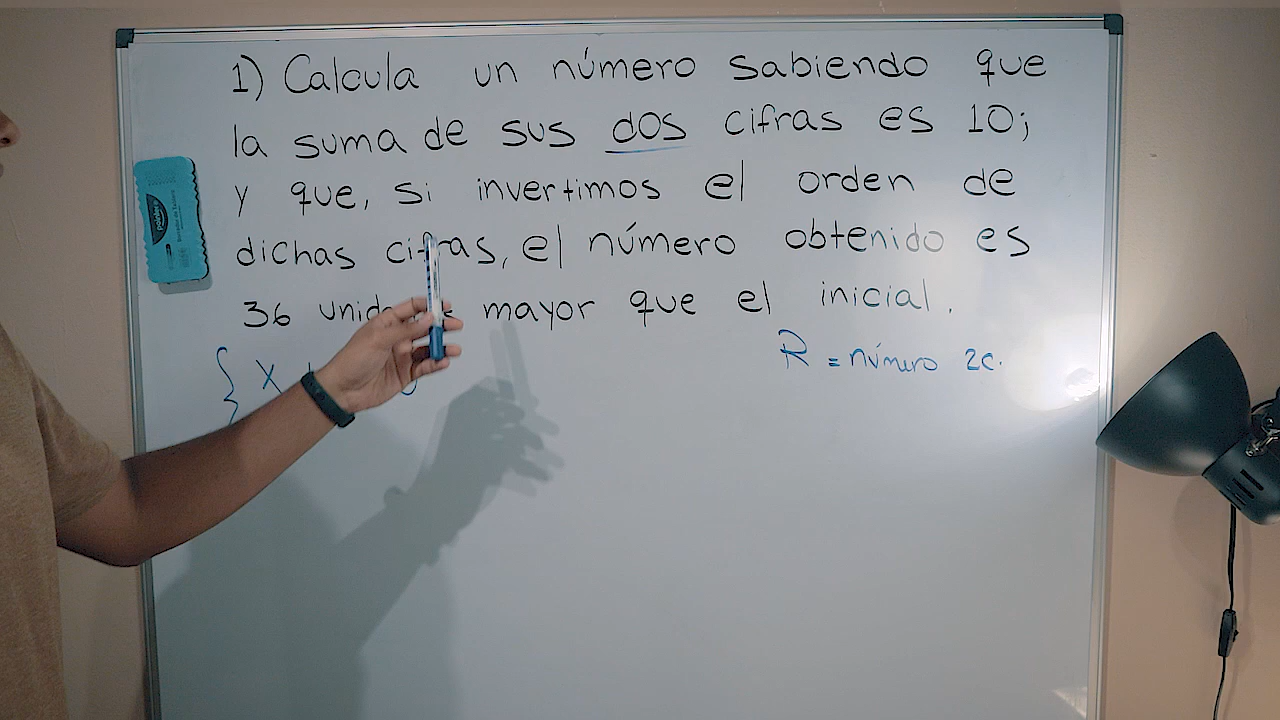 1) Calcula un número sabiendo que
la suma de sus dos cifras es 10;
y que, si invertimos el orden de
dichas cifras, el número obtenido es
36 mayor que el inicial.
{ X
R = número 2c.